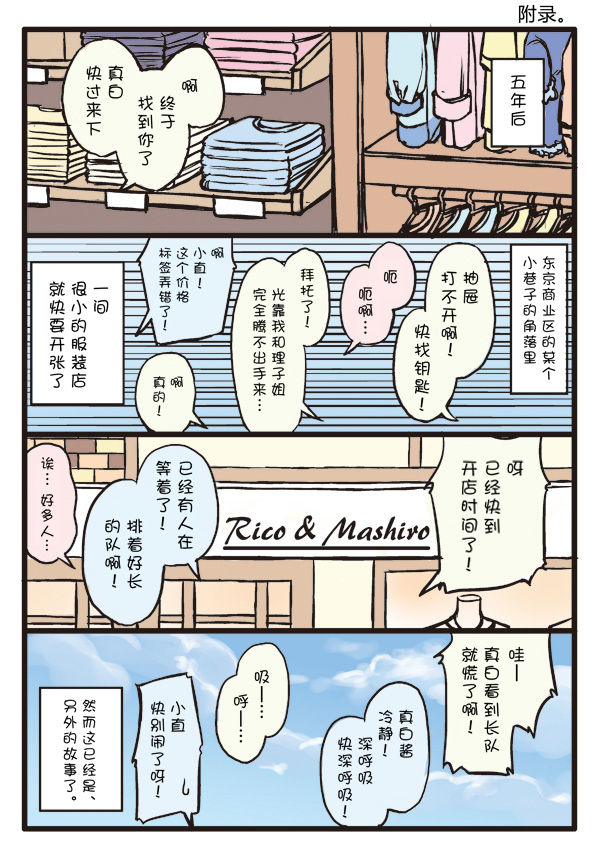 附录。
五年后
啊
终于
找到你了
真白
快过来下
东京商业区的某个
小巷子的角落里
抽屉
打不开啊！
快找钥匙！
呃
呃啊…
拜托了！
光靠我和理子姐
完全腾不出手来…
啊
小直！
这个价格
标签弄错了！
啊
真的！
一间
很小的服装店
就快要开张了
呀
已经快到
开店时间了！
Rico & Mashiro
已经有人在
等着了！
排着好长
的队啊！
诶…好多人…
哇—
真白看到长队
就慌了啊！
真白酱
冷静！
深呼吸
快深呼吸！
吸——…
呼——…
小直
快别闹了呀！
然而这已经是、
另外的故事了。